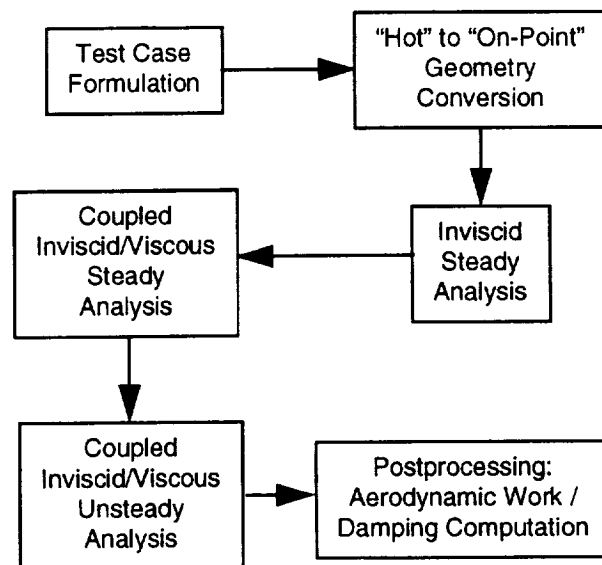 Test Case
Formulation
“Hot” to “On-Point”
Geometry
Conversion
Inviscid
Steady
Analysis
Coupled
Inviscid/Viscous
Steady
Analysis
Coupled
Inviscid/Viscous
Unsteady
Analysis
Postprocessing:
Aerodynamic Work /
Damping Computation